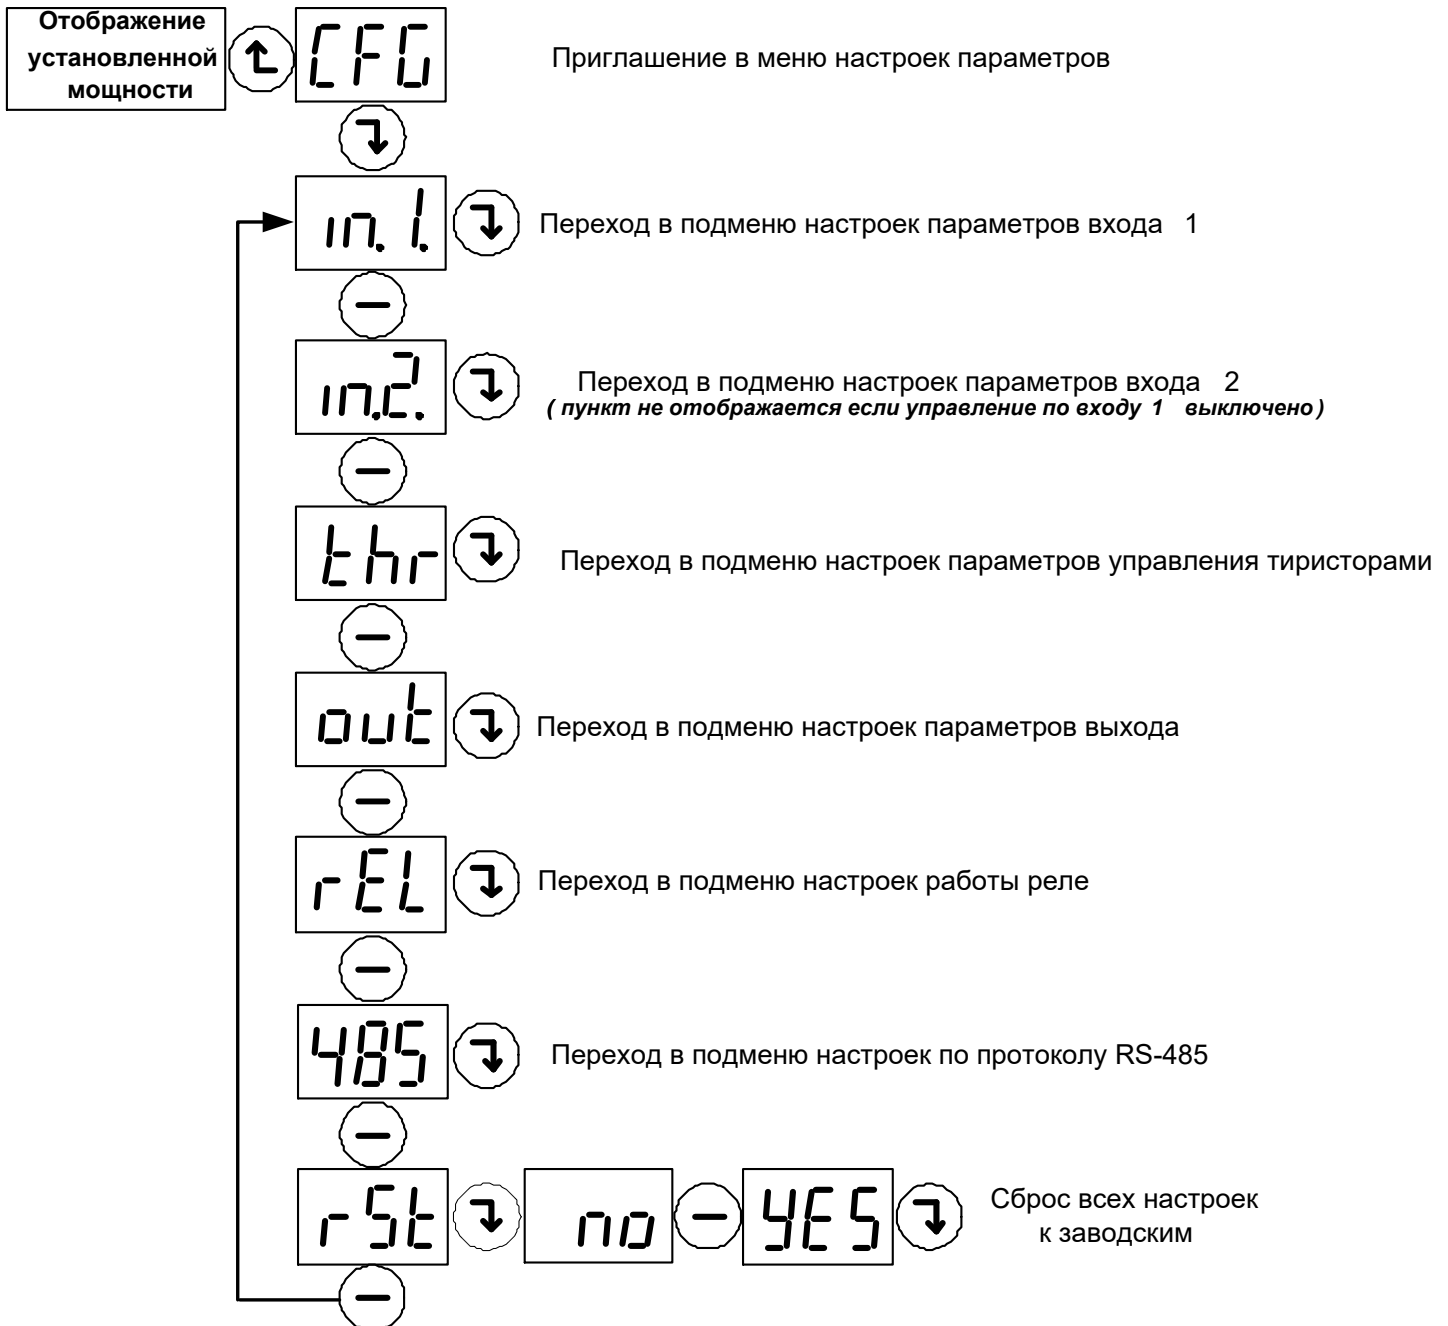 Отображение
установленной
мощности
CFG
Приглашение в меню настроек параметров
in.1.
Переход в подменю настроек параметров входа 1
in.2.
Переход в подменю настроек параметров входа 2
( пункт не отображается если управление по входу 1 выключено )
thr
Переход в подменю настроек параметров управления тиристорами
out
Переход в подменю настроек параметров выхода
rEL
Переход в подменю настроек работы реле
485
Переход в подменю настроек по протоколу RS-485
rSt
no
YES
Сброс всех настроек
к заводским